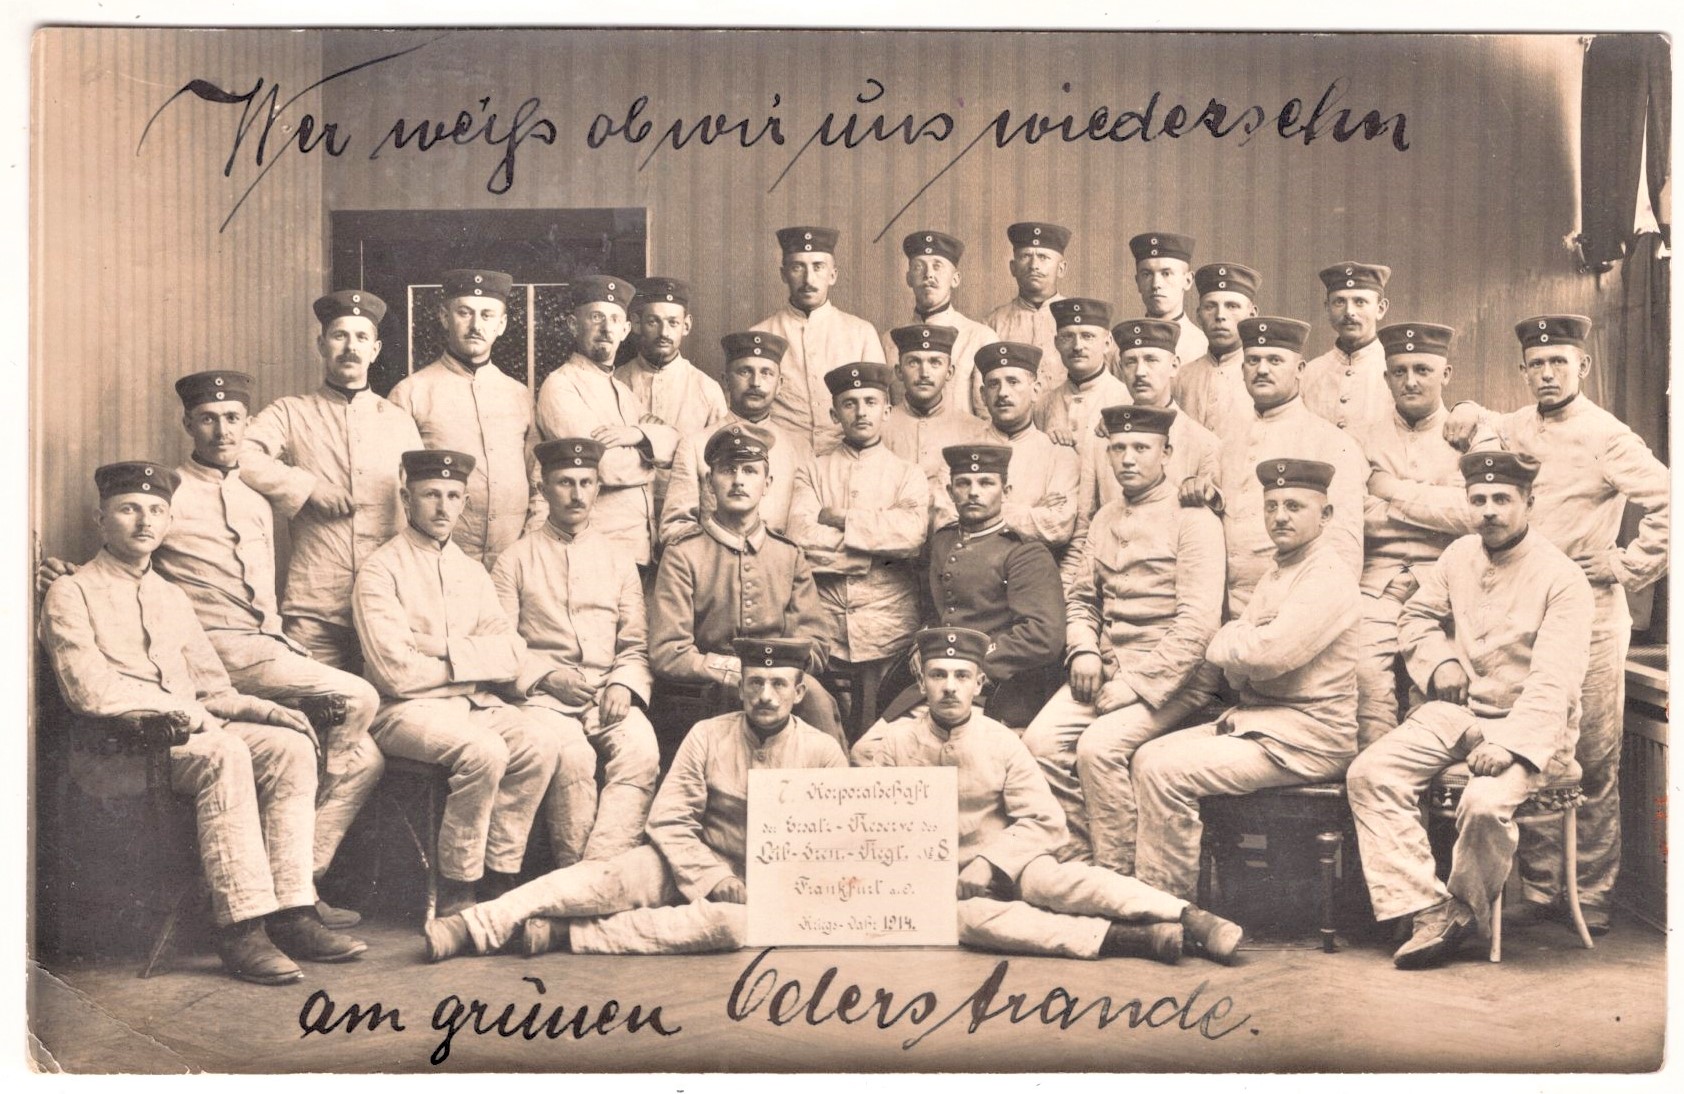 Wer weiß ob wir uns wiedersehn
7. Korporalschaft
der Ersatz-Reserve des
Leib-Gren.-Regt. № 8
Frankfurt a.O.
Kriegs-Jahr 1914.
am grünen Oderstrande.